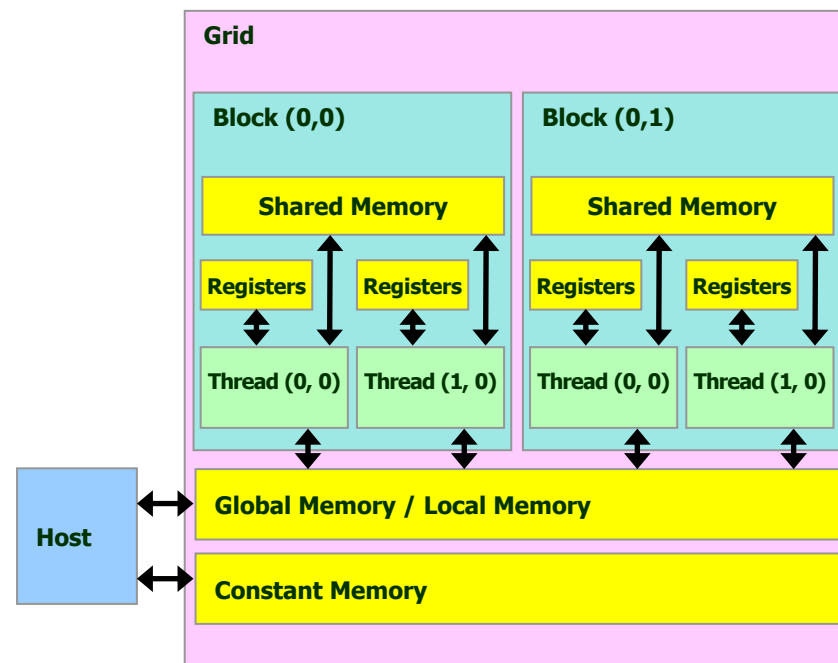 Grid
Block (0,0)
Block (0,1)
Shared Memory
Shared Memory
Registers
Registers
Registers
Registers
Thread (0, 0)
Thread (1, 0)
Thread (0, 0)
Thread (1, 0)
Host
Global Memory / Local Memory
Constant Memory